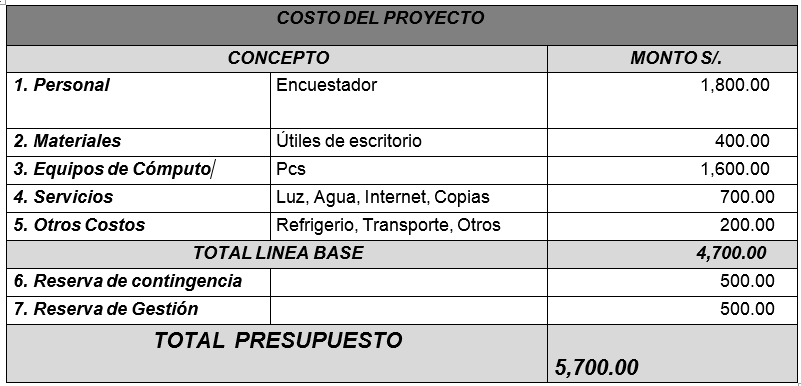 COSTO DEL PROYECTO
CONCEPTO MONTO S/.
1. Personal Encuestador 1,800.00
2. Materiales Útiles de escritorio 400.00
3. Equipos de Cómputo Pcs 1,600.00
4. Servicios Luz, Agua, Internet, Copias 700.00
5. Otros Costos Refrigerio, Transporte, Otros 200.00
TOTAL LINEA BASE 4,700.00
6. Reserva de contingencia 500.00
7. Reserva de Gestión 500.00
TOTAL PRESUPUESTO
5,700.00